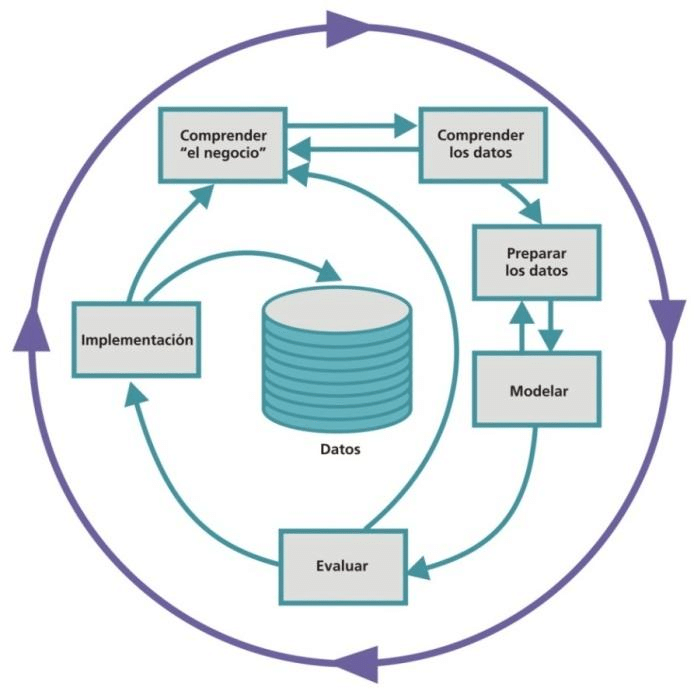 Comprender
“el negocio”
Comprender
los datos
Preparar
los datos
Implementación
Modelar
Datos
Evaluar